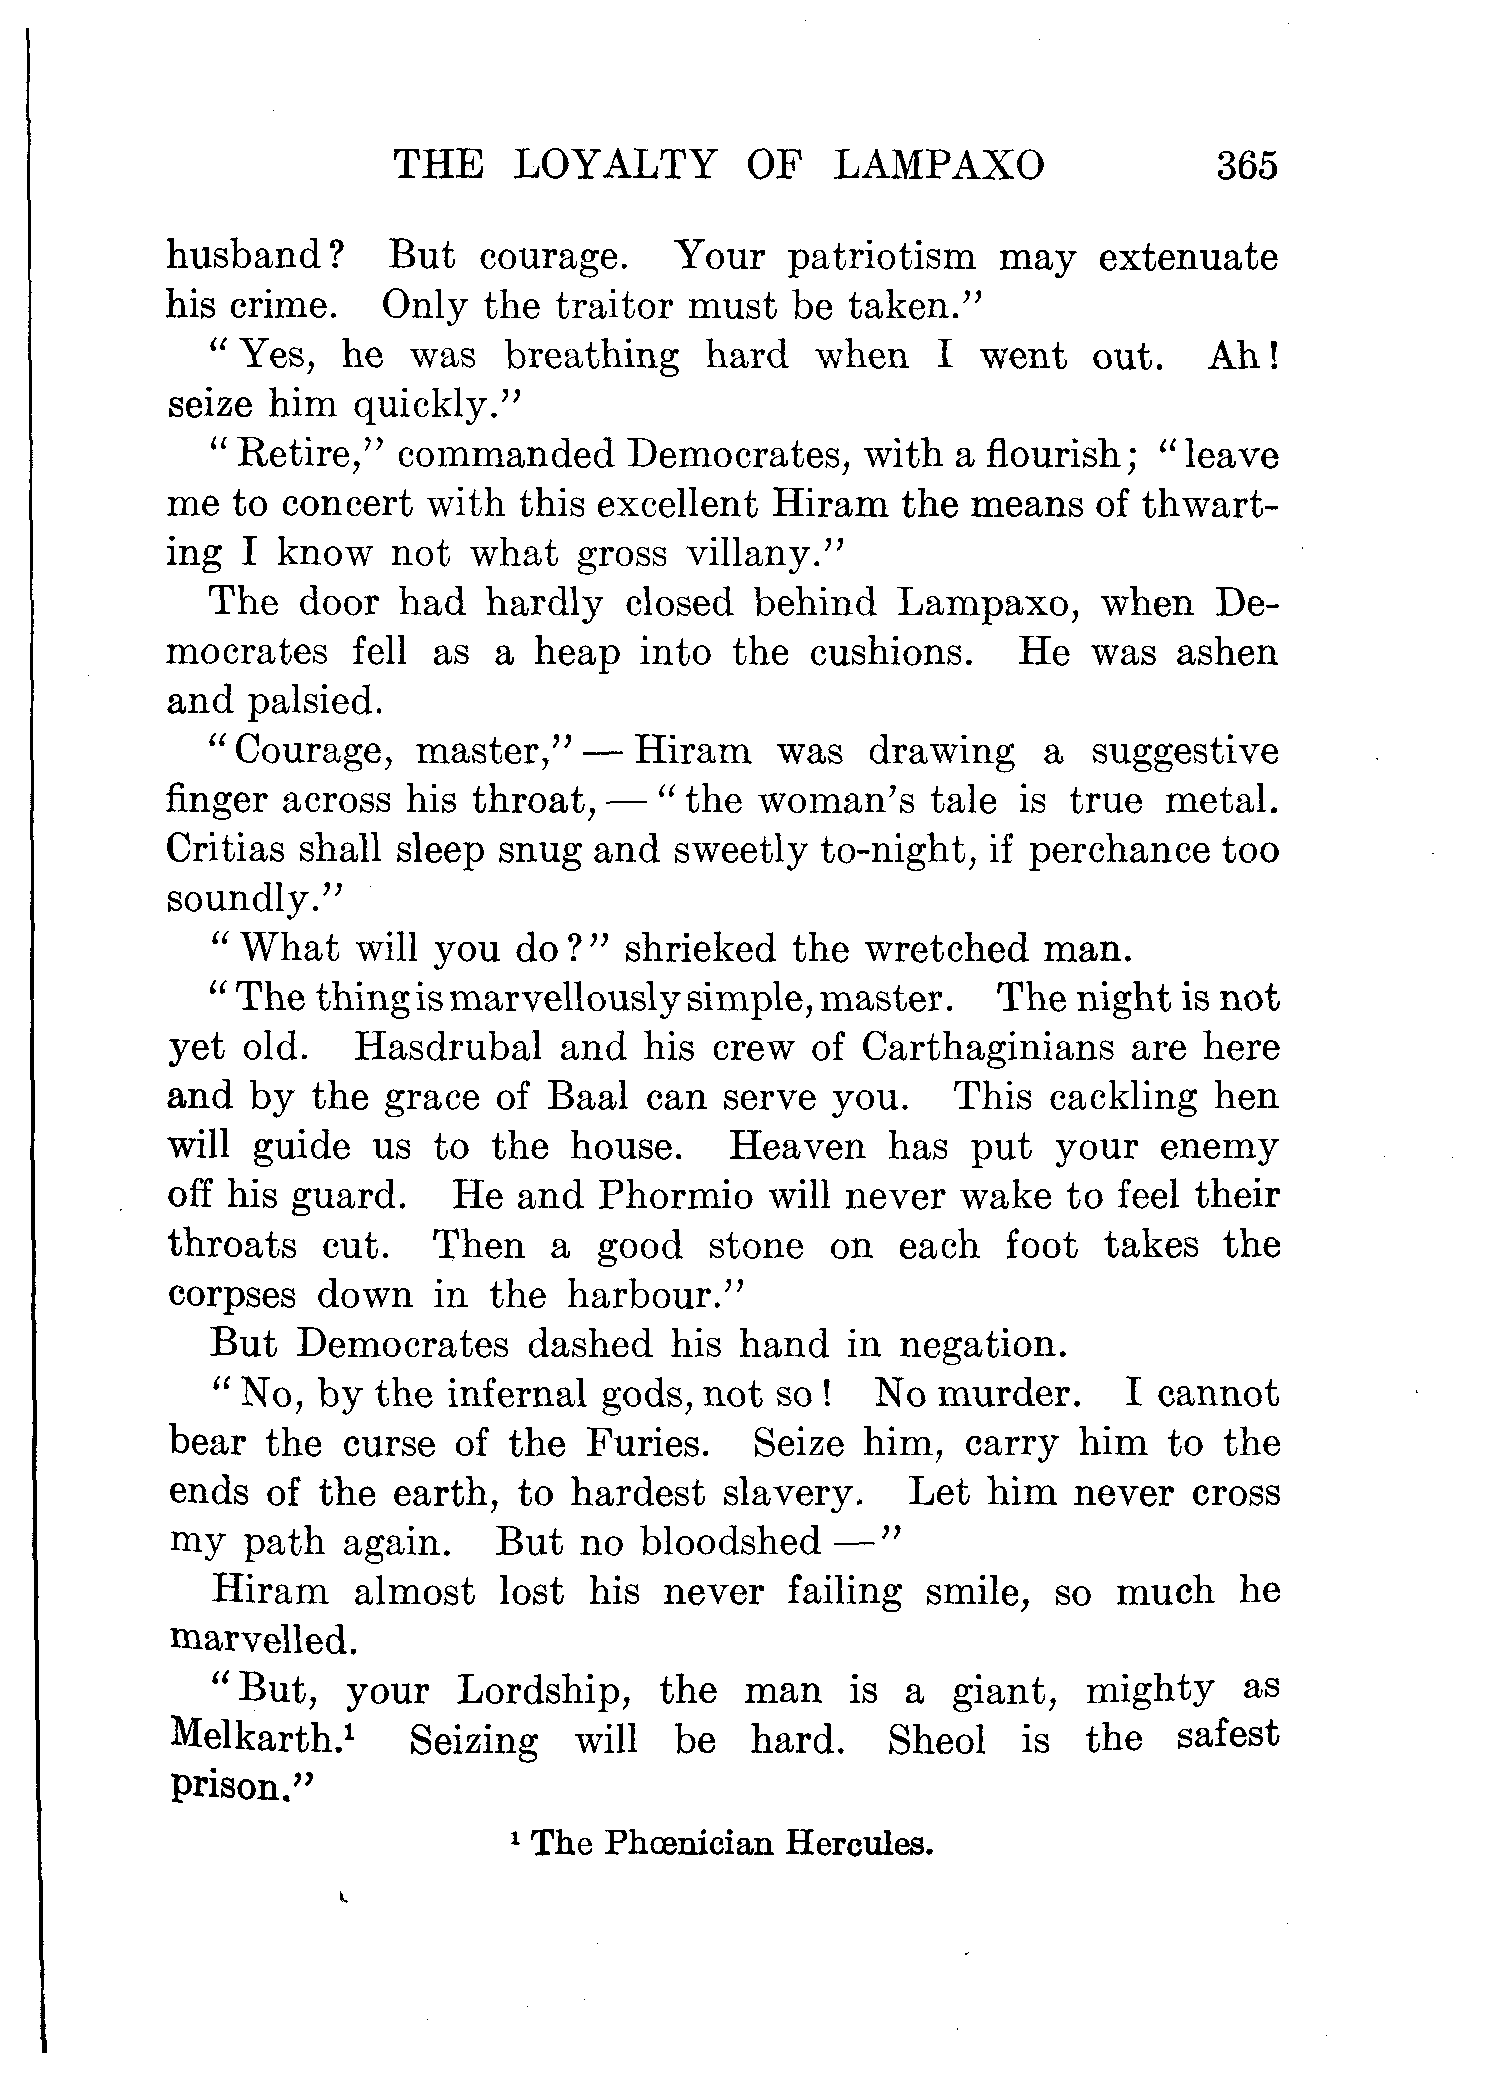 THE LOYALTY OF LAMPAXO 365
husband? But courage. Your patriotism may extenuate
his crime. Only the traitor must be taken."
"Yes, he was breathing hard when I went out. Ah!
seize him quickly."
"Retire," commanded Democrates, with a flourish; "leave
me to concert with this excellent Hiram the means of thwart-
ing I know not what gross villany."
The door had hardly closed behind Lampaxo, when De-
mocrates fell as a heap into the cushions. He was ashen
and palsied.
"Courage, master," — Hiram was drawing a suggestive
finger across his throat, — "the woman's tale is true metal.
Critias shall sleep snug and sweetly to-night, if perchance too
soundly."
"What will you do?" shrieked the wretched man.
"The thing is marvellously simple, master. The night is not
yet old. Hasdrubal and his crew of Carthaginians are here
and by the grace of Baal can serve you. This cackling hen
will guide us to the house. Heaven has put your enemy
off his guard. He and Phormio will never wake to feel their
throats cut. Then a good stone on each foot takes the
corpses down in the harbour."
But Democrates dashed his hand in negation.
"No, by the infernal gods, not so! No murder. I cannot
bear the curse of the Furies. Seize him, carry him to the
ends of the earth, to hardest slavery. Let him never cross
my path again. But no bloodshed —"
Hiram almost lost his never failing smile, so much he
marvelled.
"But, your Lordship, the man is a giant, mighty as
Melkarth.¹ Seizing will be hard. Sheol is the safest
prison."
¹ The Phœnician Hercules.